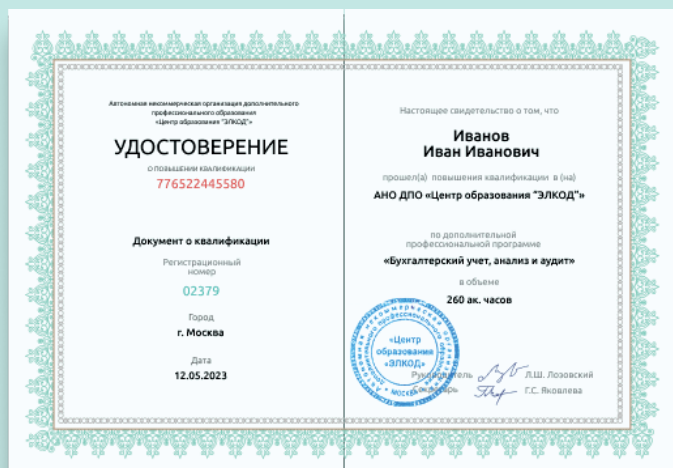 Автономная некоммерческая организация дополнительного
профессионального образования
«Центр образования "ЭЛКОД"»
УДОСТОВЕРЕНИЕ
О ПОВЫШЕНИИ КВАЛИФИКАЦИИ
776522445580
Документ о квалификации
Регистрационный
номер
02379
Город
г. Москва
Дата
12.05.2023
Настоящее свидетельство о том, что
Иванов
Иван Иванович
прошел(а) повышения квалификации в (на)
АНО ДПО «Центр образования "ЭЛКОД"»
по дополнительной
профессиональной программе
«Бухгалтерский учет, анализ и аудит»
в объеме
260 ак. часов
«Центр
образования
«ЭЛКОД»
Руководитель Л.Ш. Лозовский
Секретарь Г.С. Яковлева